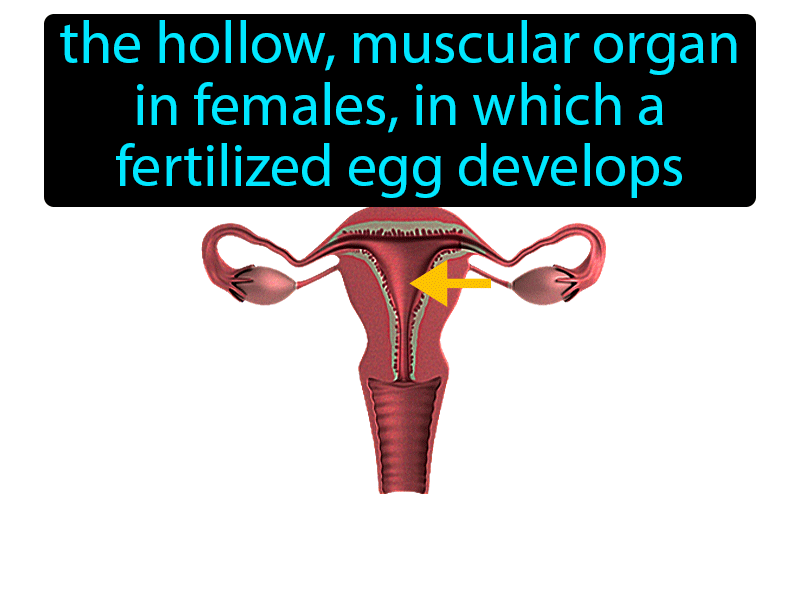 the hollow, muscular organ
in females, in which a
fertilized egg develops